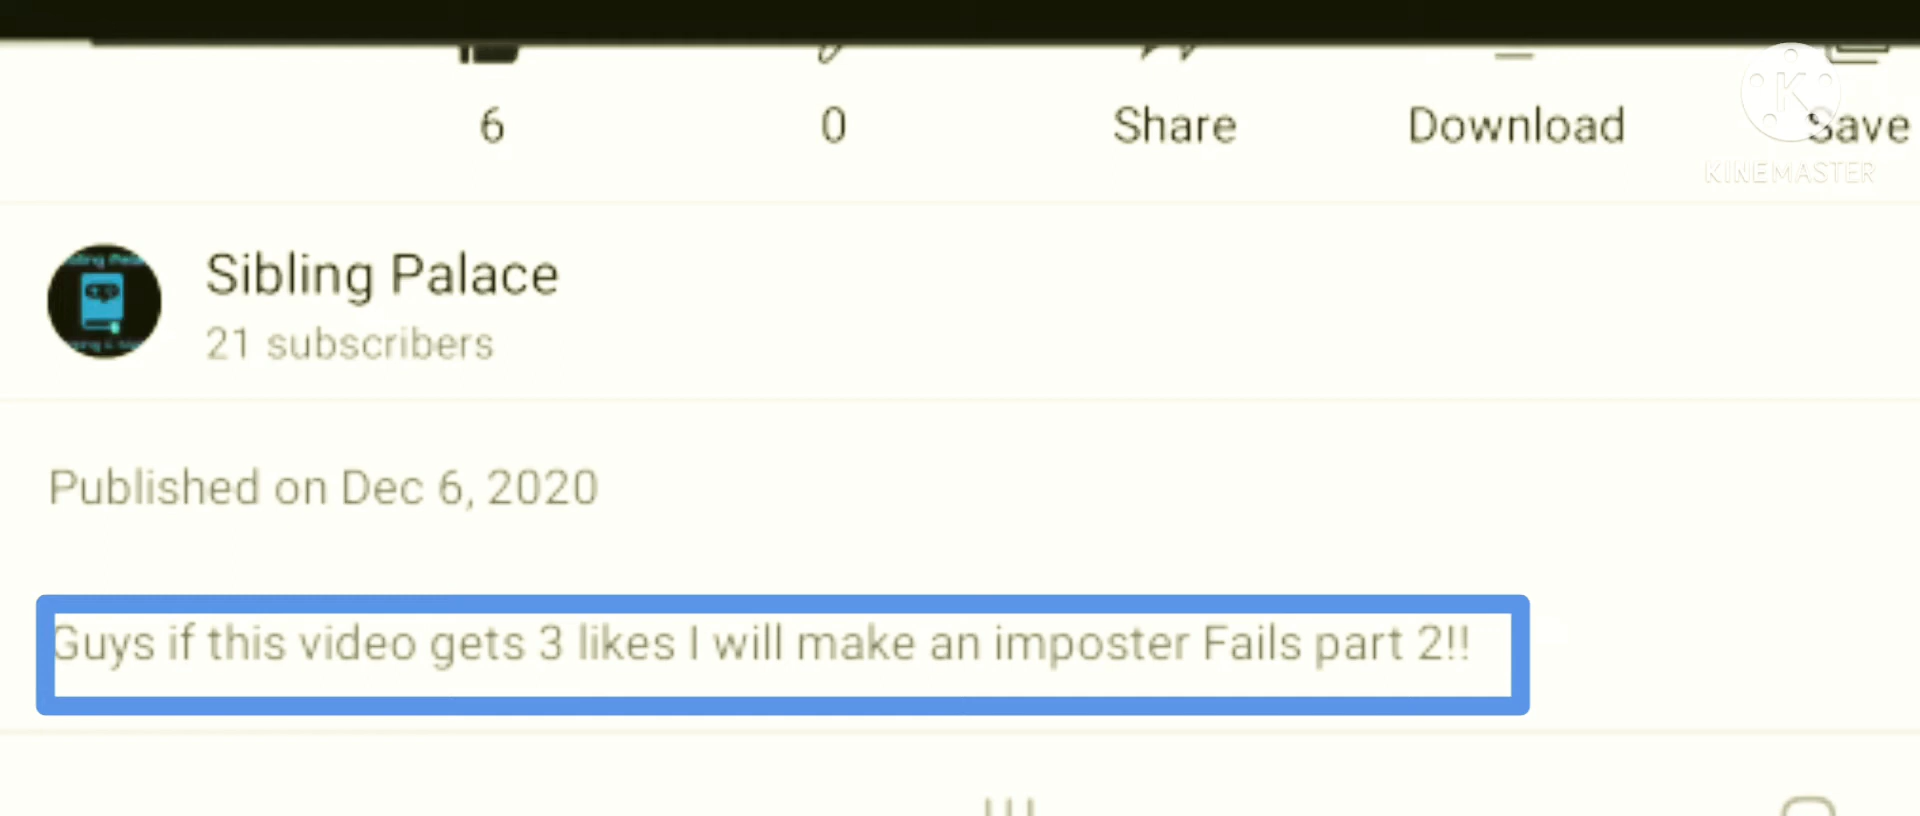 6 0 Share Download Save
K
KINEMASTER
Sibling Palace
21 subscribers
Published on Dec 6, 2020
Guys if this video gets 3 likes I will make an imposter Fails part 2!!